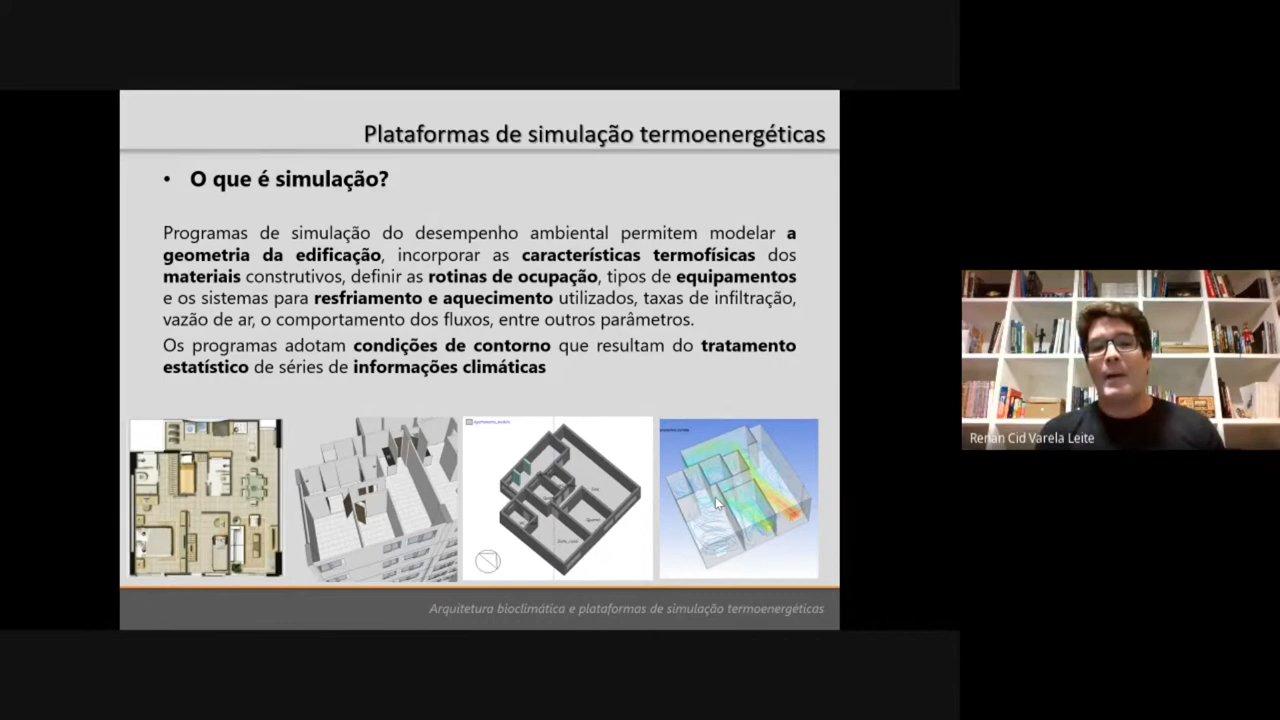 Plataformas de simulação termoenergéticas
• O que é simulação?
Programas de simulação do desempenho ambiental permitem modelar a
geometria da edificação, incorporar as características termofísicas dos
materiais construtivos, definir as rotinas de ocupação, tipos de equipamentos
e os sistemas para resfriamento e aquecimento utilizados, taxas de infiltração,
vazão de ar, o comportamento dos fluxos, entre outros parâmetros.
Os programas adotam condições de contorno que resultam do tratamento
estatístico de séries de informações climáticas
Arquitetura bioclimática e plataformas de simulação termoenergéticas
Renan Cid Varela Leite